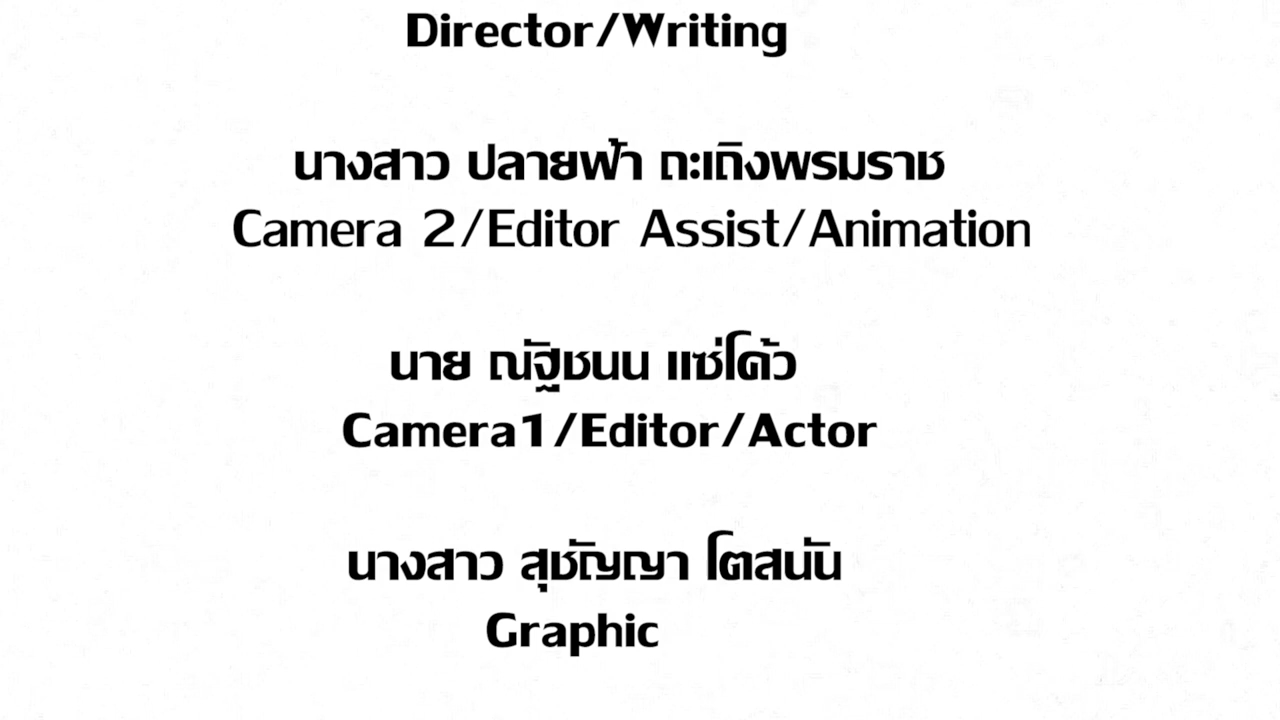 Director/Writing
นางสาว ปลายฟ้า ถะเถิงพรมราช
Camera 2/Editor Assist/Animation
นาย ณัฐชนน แซ่โค้ว
Camera1/Editor/Actor
นางสาว สุชัญญา โตสนั่น
Graphic